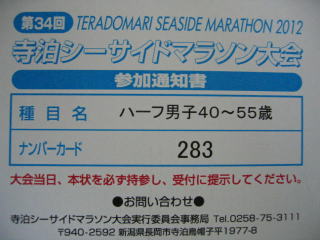 第34回 TERADOMARI SEASIDE MARATHON 2012
寺泊シーサイドマラソン大会
参加通知書
種目名 ハーフ男子40～55歳
ナンバーカード 283
大会当日、本状を必ず持参し、受付に提示してください。
●お問い合わせ●
寺泊シーサイドマラソン大会実行委員会事務局 Tel.0258-75-3111
〒940-2592 新潟県長岡市寺泊烏帽子平1977-8